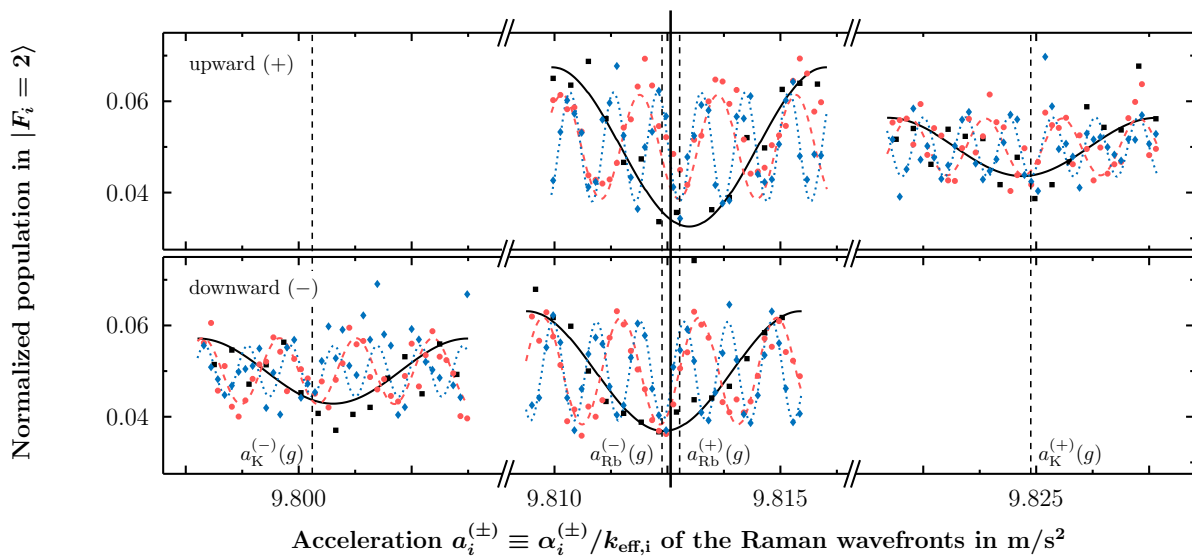 Normalized population in |Fᵢ = 2⟩
upward (+)
0.06
0.04
downward (−)
0.06
0.04
a_K^(−)(g)
a_Rb^(−)(g)
a_Rb^(+)(g)
a_K^(+)(g)
9.800
9.810
9.815
9.825
Acceleration a_i^(±) ≡ α_i^(±)/k_eff,i of the Raman wavefronts in m/s²